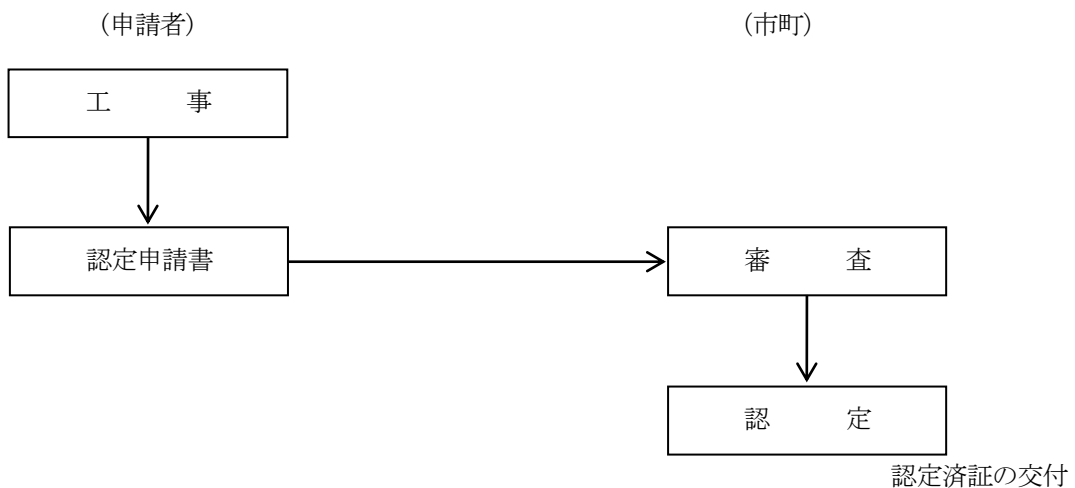 (申請者)
(市町)
工　　　事
認定申請書
審　　　査
認　　　定
認定済証の交付